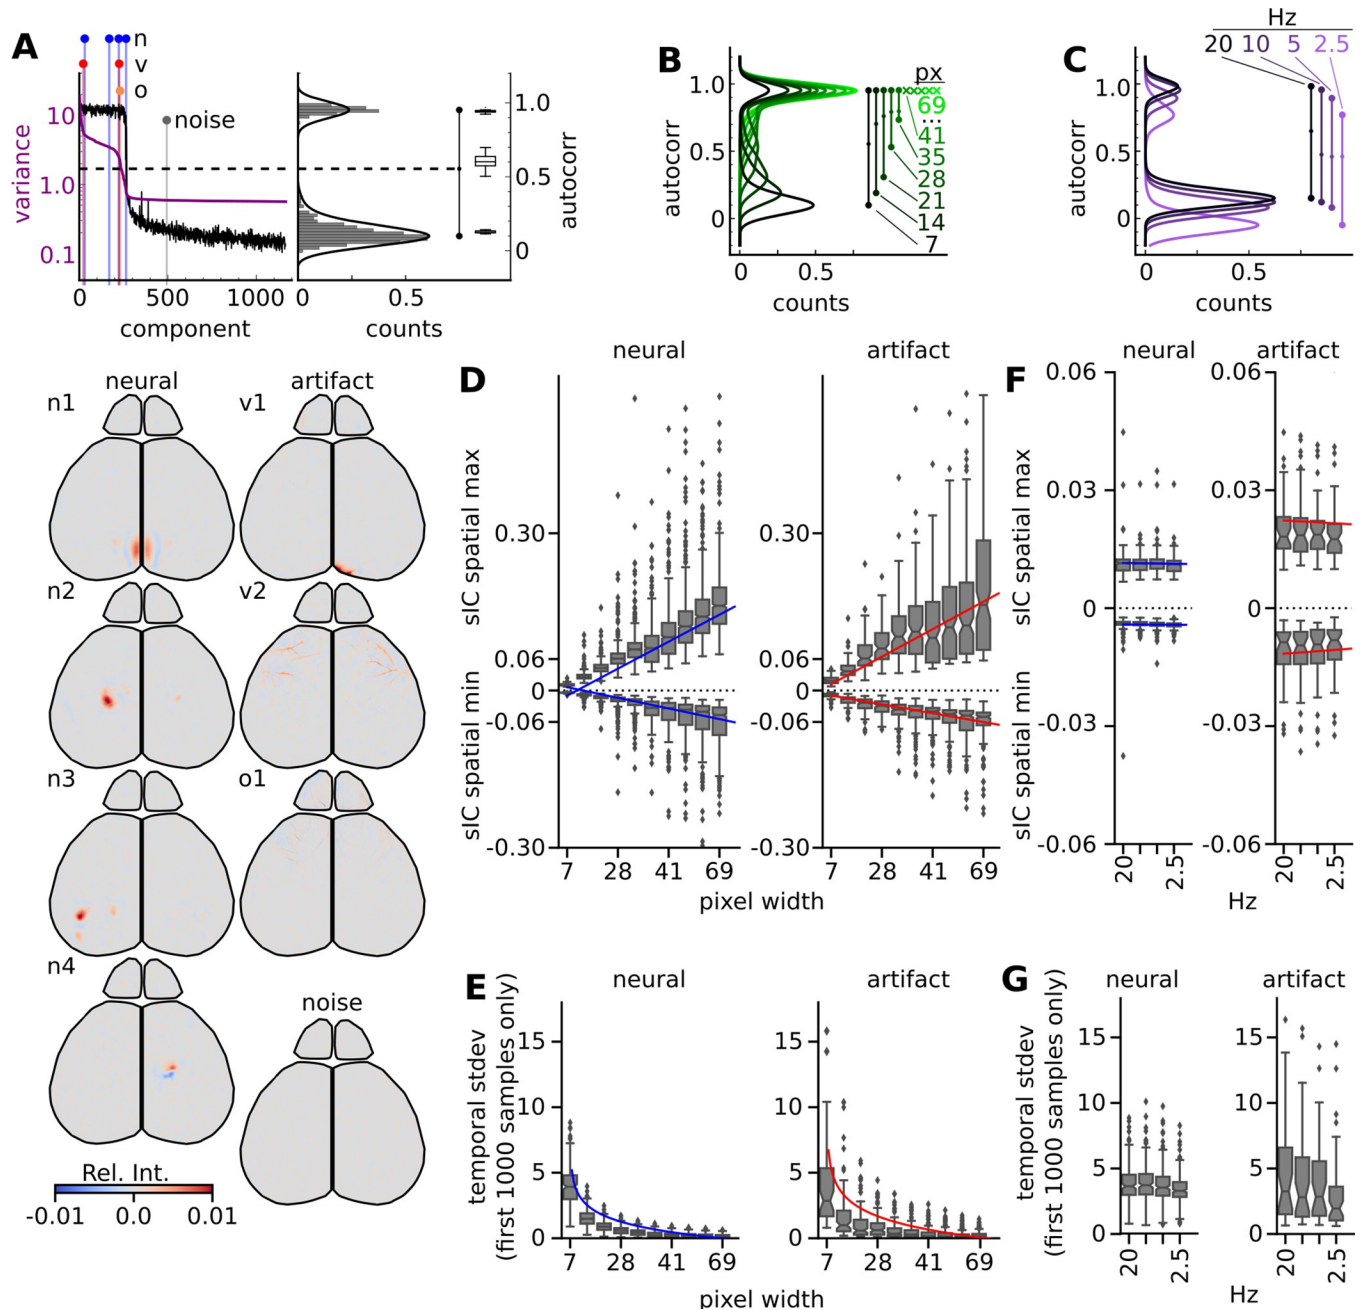 A
n
v
o
noise
variance
10
1.0
0.1
0 500 1000
component
0 0.5
counts
1.0
0.5
0
autocorr
B
autocorr
1.0
0.5
0
px
69
...
41
35
28
21
14
7
0 0.5
counts
C
Hz
20 10 5 2.5
autocorr
1.0
0.5
0
0 0.5
counts
neural artifact
n1 v1
n2 v2
n3 o1
n4
noise
Rel. Int.
-0.01 0.0 0.01
D
neural artifact
sIC spatial max
sIC spatial min
0.30
0.06
0
-0.06
-0.30
7 28 41 69
sIC spatial max
sIC spatial min
0.30
0.06
0
-0.06
-0.30
7 28 41 69
pixel width
F
neural artifact
sIC spatial max
sIC spatial min
0.06
0.03
0
-0.03
-0.06
20 2.5
0.06
0.03
0
-0.03
-0.06
20 2.5
Hz
E
neural artifact
temporal stdev
(first 1000 samples only)
15
10
5
0
7 28 41 69
15
10
5
0
7 28 41 69
pixel width
G
neural artifact
temporal stdev
(first 1000 samples only)
15
10
5
0
20 2.5
15
10
5
0
20 2.5
Hz